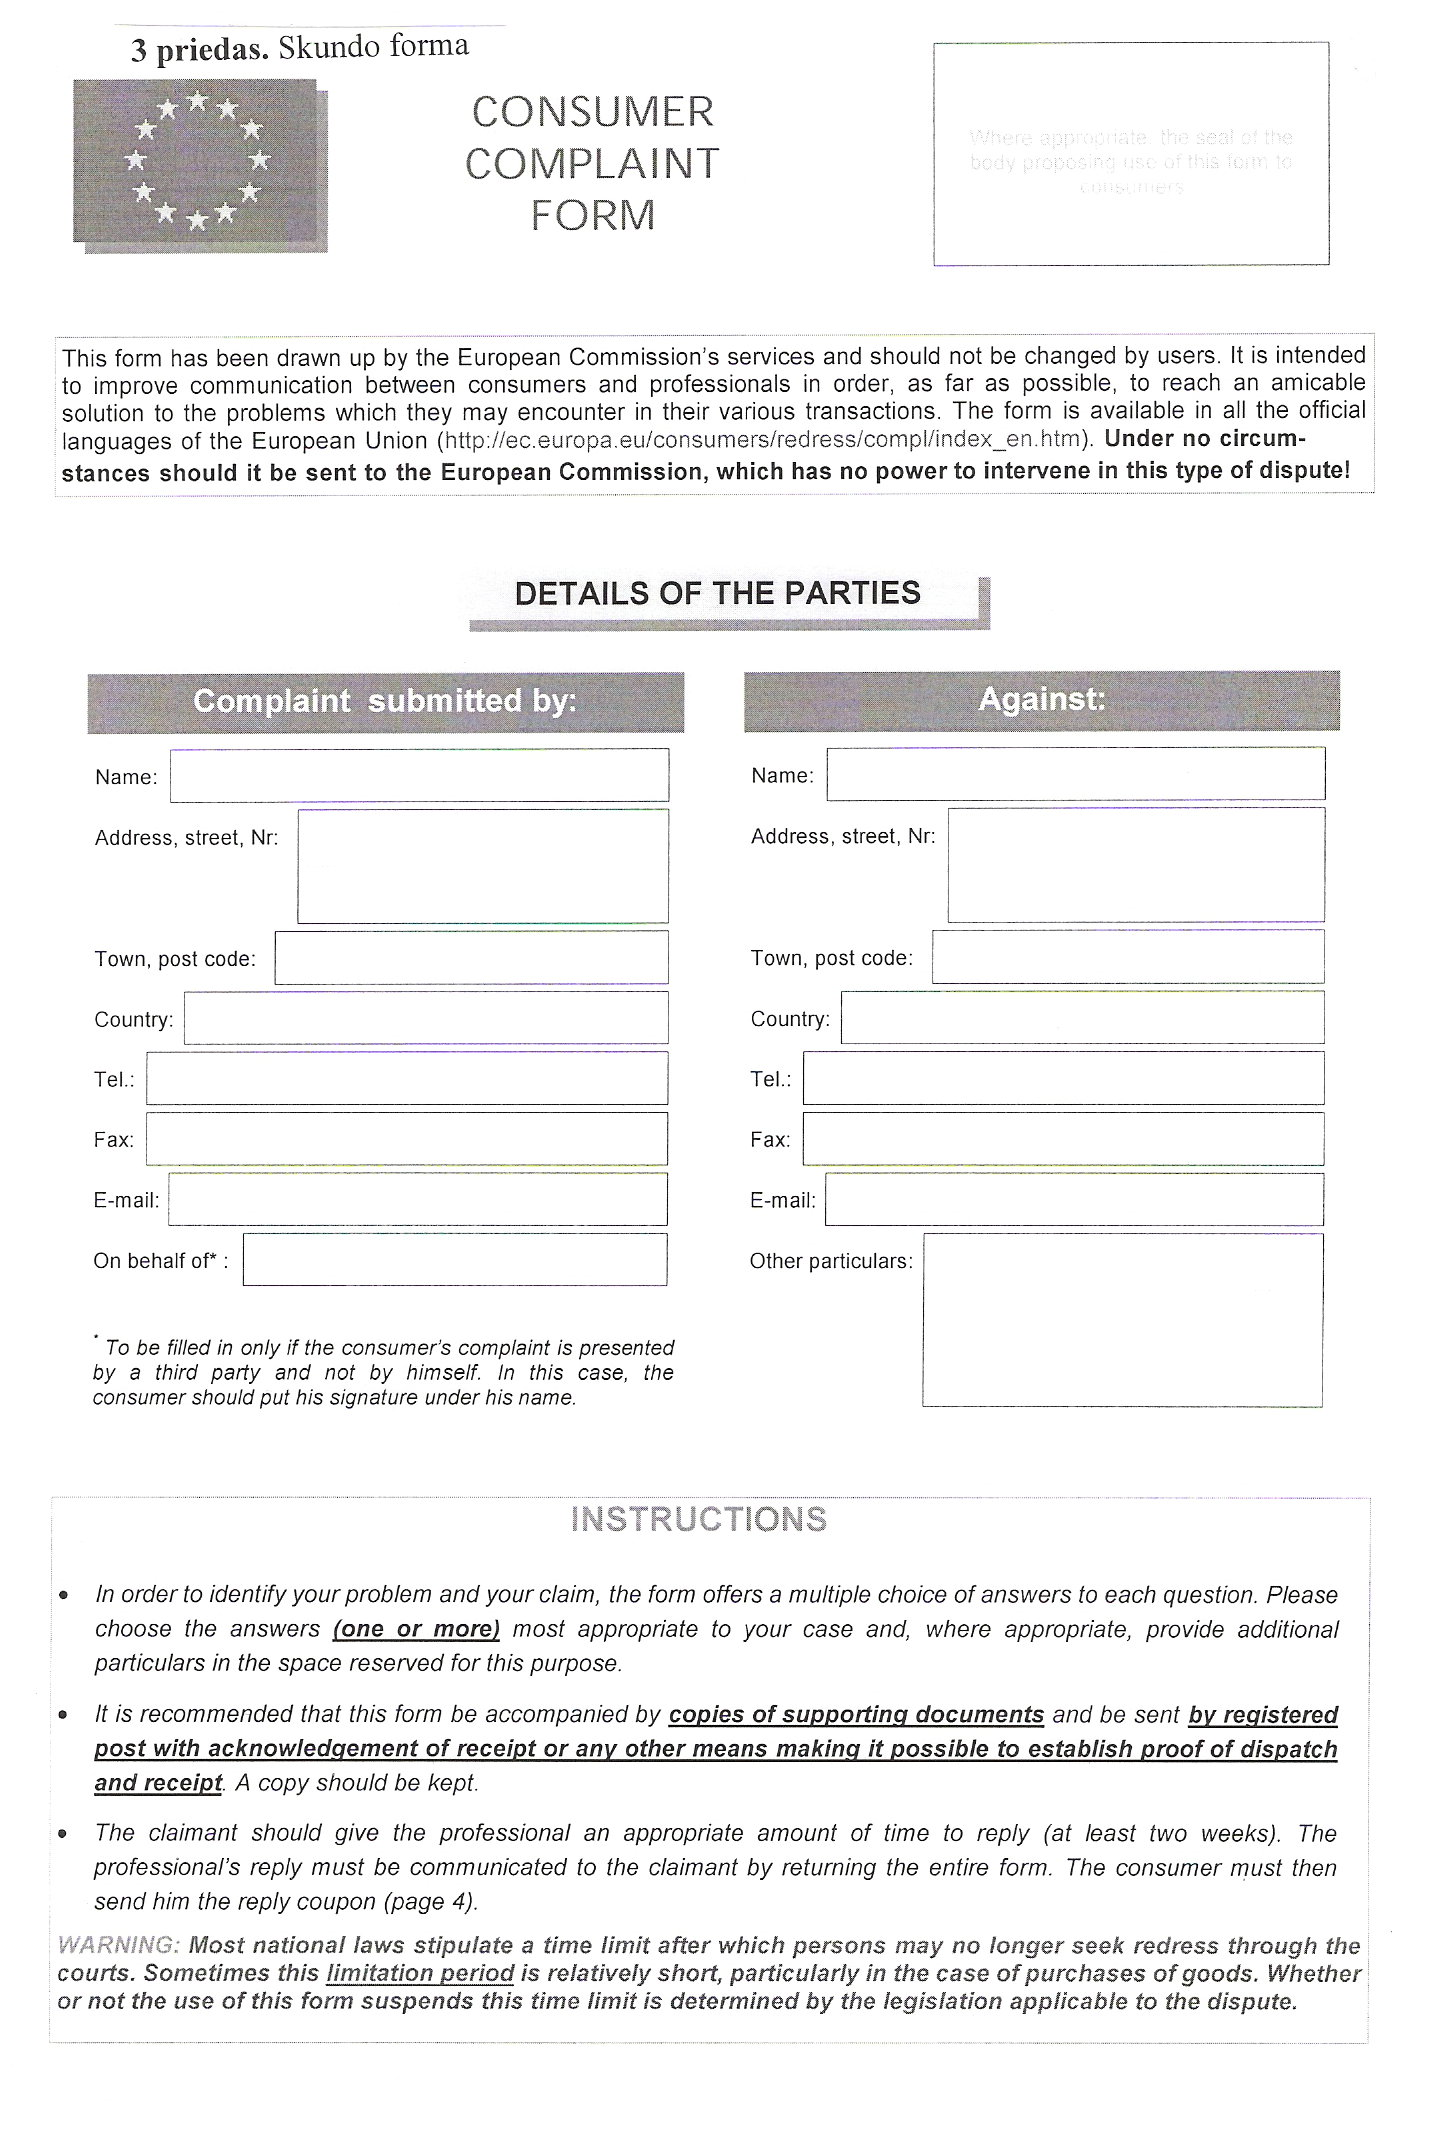 3 priedas. Skundo forma
CONSUMER
COMPLAINT
FORM
Where appropriate, the seal of the
body proposing use of this form to
consumers
This form has been drawn up by the European Commission's services and should not be changed by users. It is intended
to improve communication between consumers and professionals in order, as far as possible, to reach an amicable
solution to the problems which they may encounter in their various transactions. The form is available in all the official
languages of the European Union (http://ec.europa.eu/consumers/redress/compl/index_en.htm). Under no circum-
stances should it be sent to the European Commission, which has no power to intervene in this type of dispute!
DETAILS OF THE PARTIES
Complaint submitted by:
Name:
Address, street, Nr:
Town, post code:
Country:
Tel.:
Fax:
E-mail:
On behalf of* :
* To be filled in only if the consumer's complaint is presented
by a third party and not by himself. In this case, the
consumer should put his signature under his name.
Against:
Name:
Address, street, Nr:
Town, post code:
Country:
Tel.:
Fax:
E-mail:
Other particulars:
INSTRUCTIONS
• In order to identify your problem and your claim, the form offers a multiple choice of answers to each question. Please
choose the answers (one or more) most appropriate to your case and, where appropriate, provide additional
particulars in the space reserved for this purpose.
• It is recommended that this form be accompanied by copies of supporting documents and be sent by registered
post with acknowledgement of receipt or any other means making it possible to establish proof of dispatch
and receipt. A copy should be kept.
• The claimant should give the professional an appropriate amount of time to reply (at least two weeks). The
professional's reply must be communicated to the claimant by returning the entire form. The consumer must then
send him the reply coupon (page 4).
WARNING: Most national laws stipulate a time limit after which persons may no longer seek redress through the
courts. Sometimes this limitation period is relatively short, particularly in the case of purchases of goods. Whether
or not the use of this form suspends this time limit is determined by the legislation applicable to the dispute.